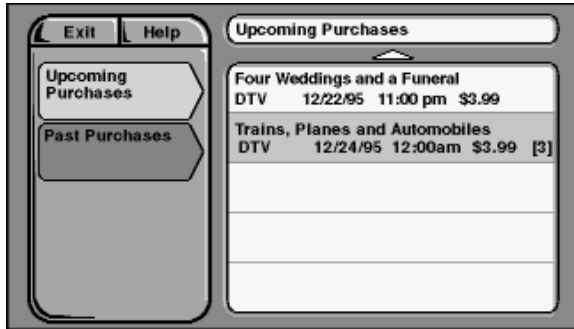 Exit Help
Upcoming
Purchases
Past Purchases
Upcoming Purchases
Four Weddings and a Funeral
DTV 12/22/95 11:00 pm $3.99
Trains, Planes and Automobiles
DTV 12/24/95 12:00am $3.99 [3]